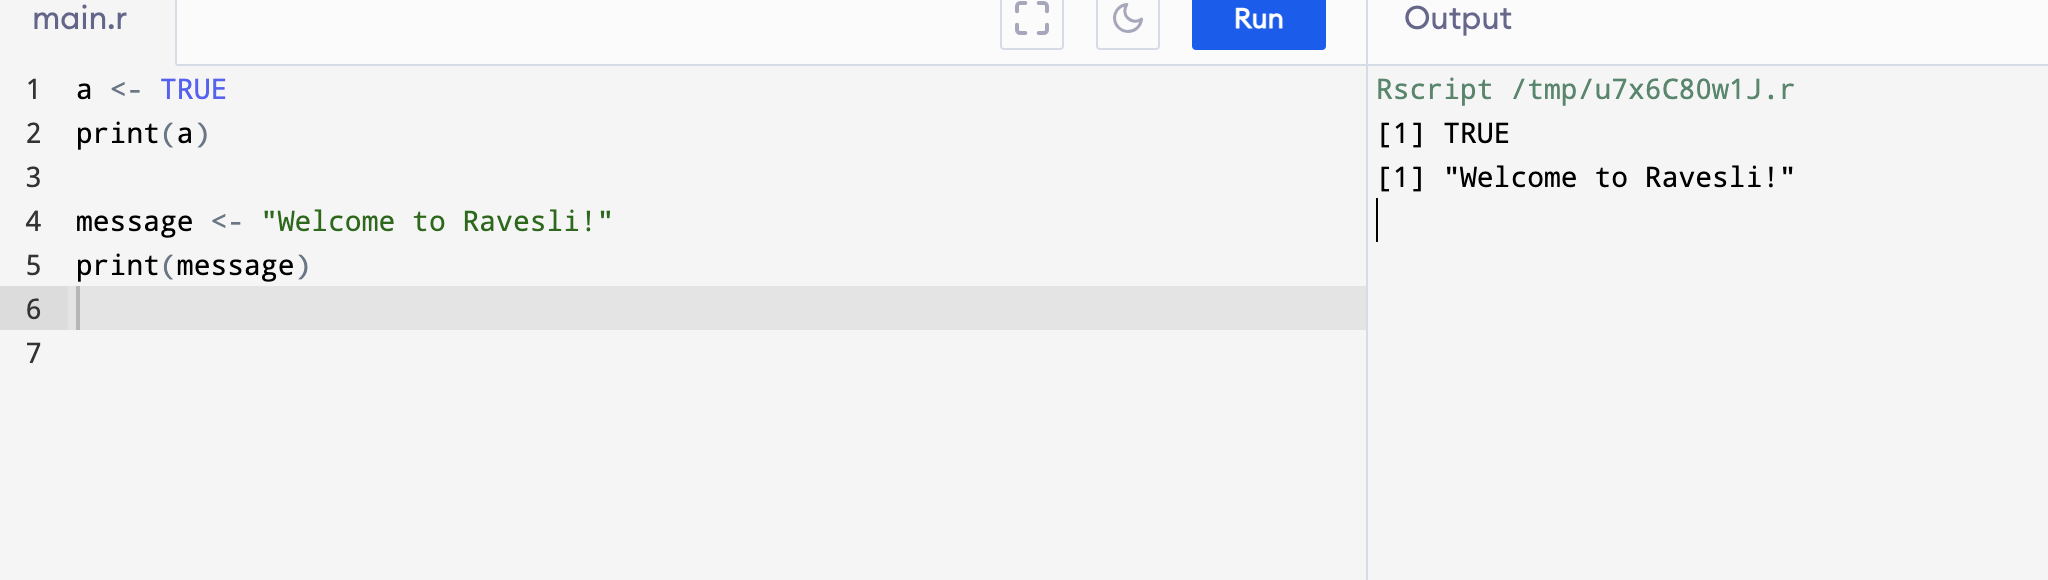 main.r
Run
Output
1 a <- TRUE
2 print(a)
3
4 message <- "Welcome to Ravesli!"
5 print(message)
6
7
Rscript /tmp/u7x6C8Ow1J.r
[1] TRUE
[1] "Welcome to Ravesli!"